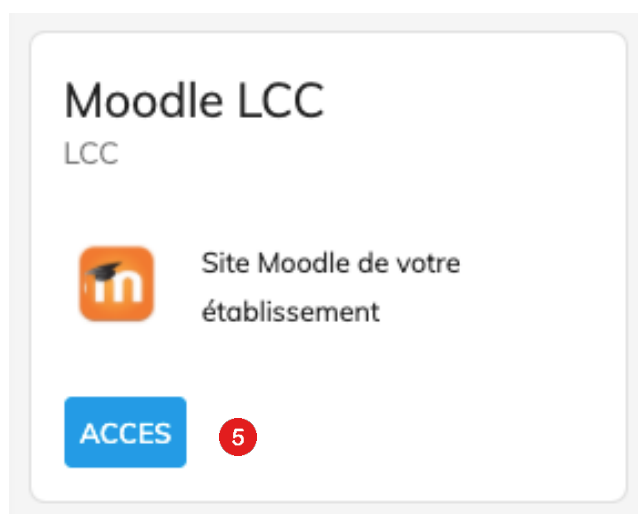 Moodle LCC
LCC
m
Site Moodle de votre
établissement
ACCES
5